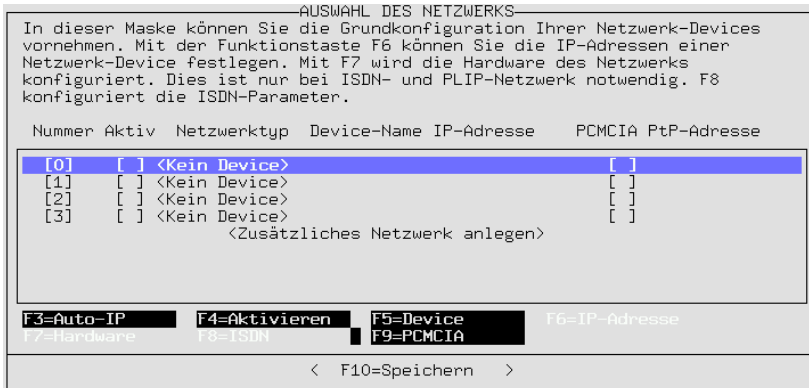 AUSWAHL DES NETZWERKS
In dieser Maske können Sie die Grundkonfiguration Ihrer Netzwerk-Devices
vornehmen. Mit der Funktionstaste F6 können Sie die IP-Adressen einer
Netzwerk-Device festlegen. Mit F7 wird die Hardware des Netzwerks
konfiguriert. Dies ist nur bei ISDN- und PLIP-Netzwerk notwendig. F8
konfiguriert die ISDN-Parameter.
Nummer Aktiv Netzwerktyp Device-Name IP-Adresse PCMCIA PtP-Adresse
[0] [ ] <Kein Device> [ ]
[1] [ ] <Kein Device> [ ]
[2] [ ] <Kein Device> [ ]
[3] [ ] <Kein Device> [ ]
<Zusätzliches Netzwerk anlegen>
F3=Auto-IP F4=Aktivieren F5=Device F6=IP-Adresse
F7=Hardware F8=ISDN F9=PCMCIA
< F10=Speichern >